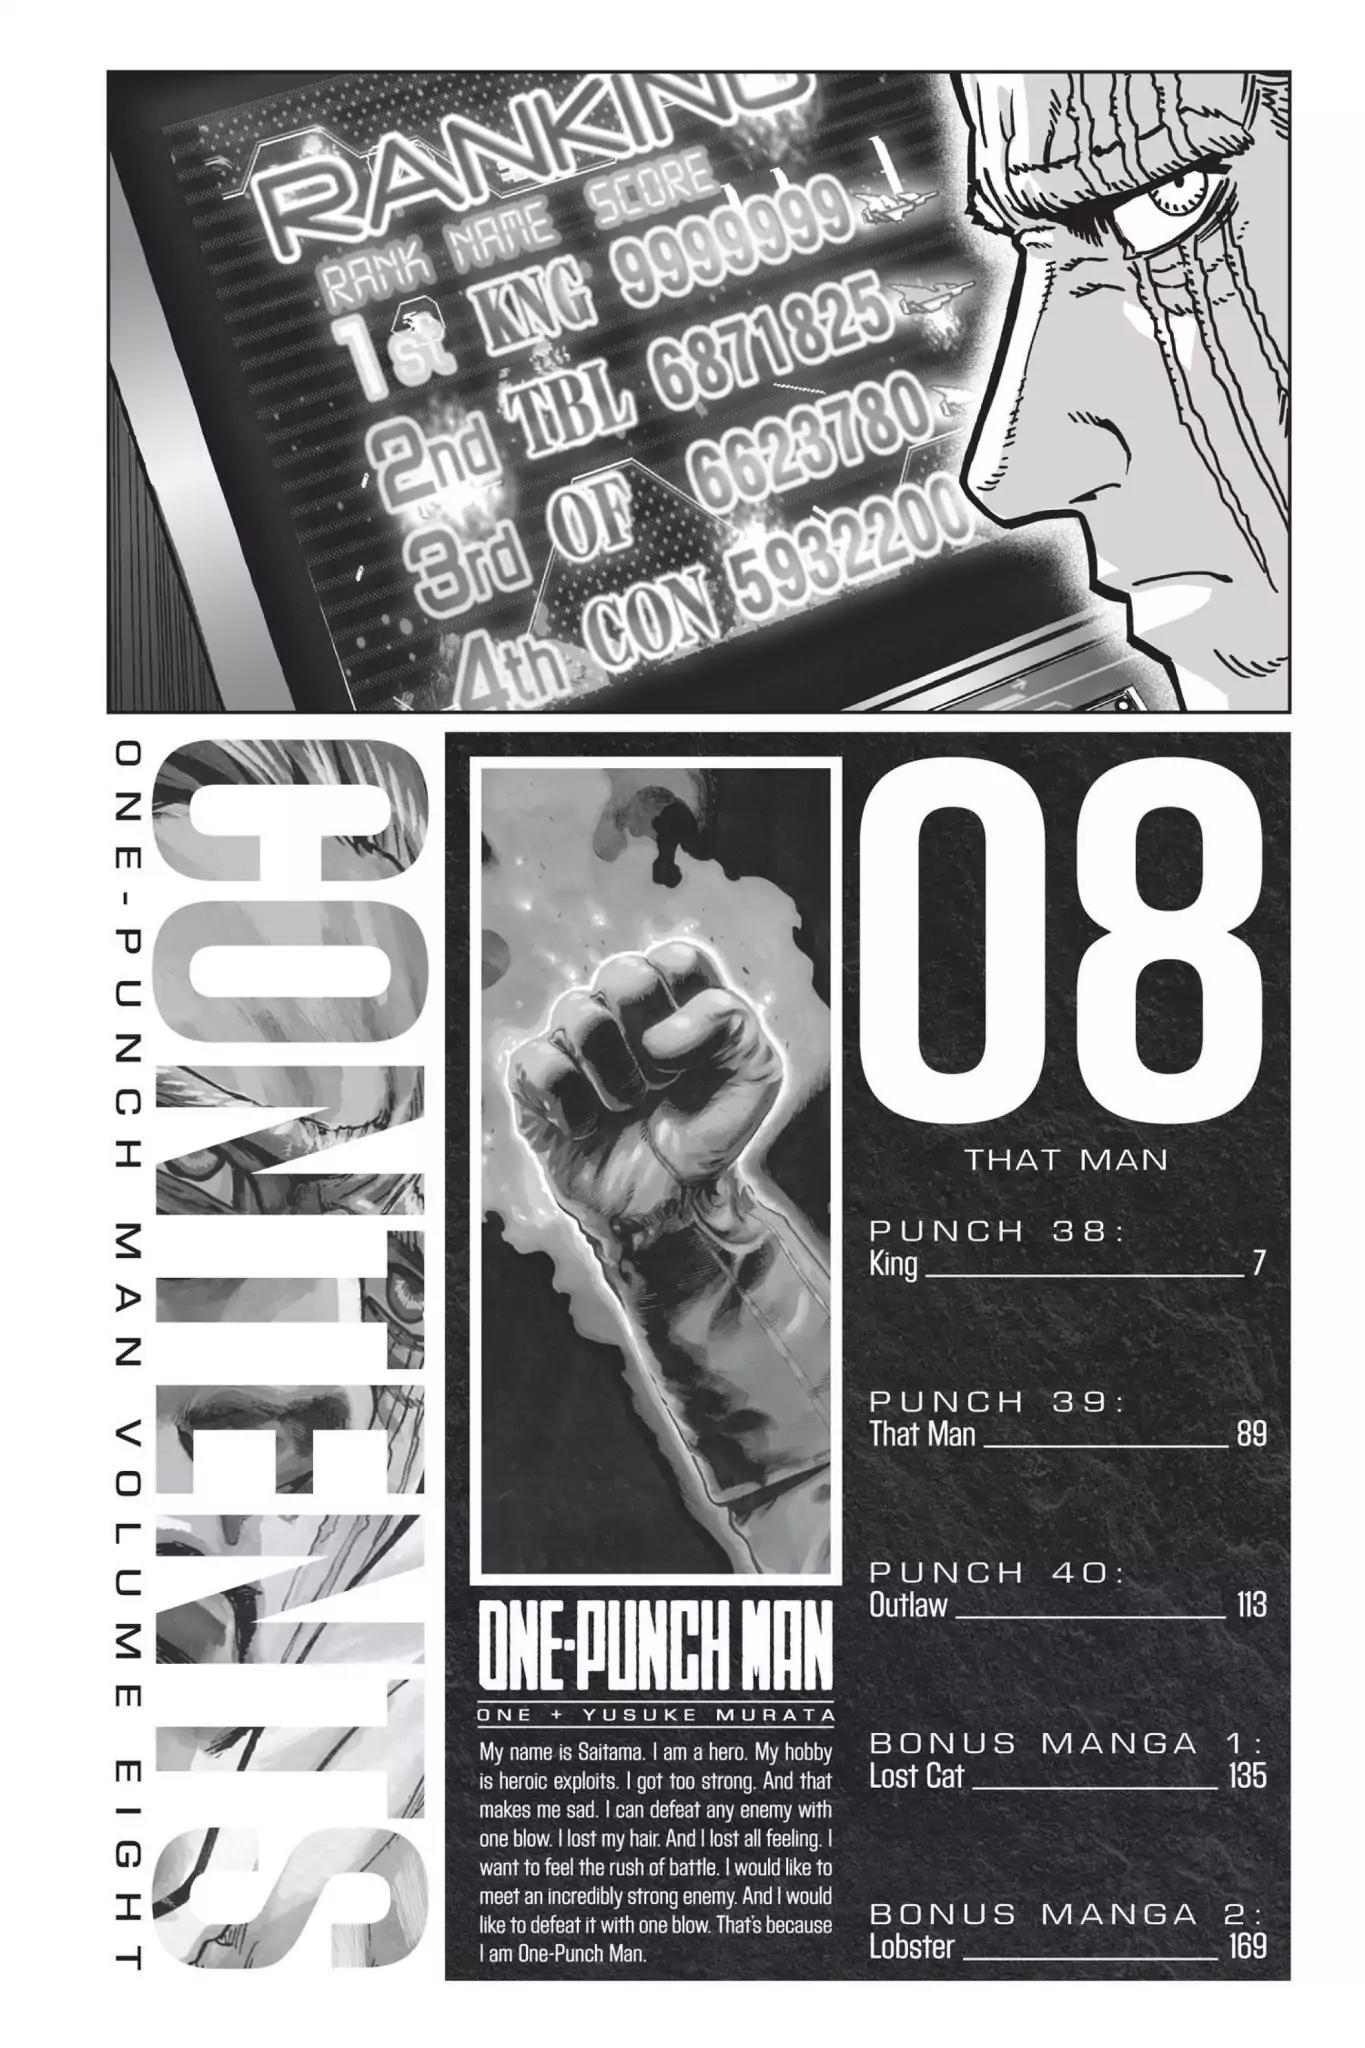 RANKING
RANK NAME SCORE
1st KNG 9999999
2nd TBL 6871825
3rd OF 6623780
4th CON 5932200
CONTENTS
ONE-PUNCH MAN VOLUME EIGHT
08
THAT MAN
PUNCH 38:
King 7
PUNCH 39:
That Man 89
PUNCH 40:
Outlaw 113
BONUS MANGA 1:
Lost Cat 135
BONUS MANGA 2:
Lobster 169
ONE-PUNCH MAN
ONE + YUSUKE MURATA
My name is Saitama. I am a hero. My hobby
is heroic exploits. I got too strong. And that
makes me sad. I can defeat any enemy with
one blow. I lost my hair. And I lost all feeling. I
want to feel the rush of battle. I would like to
meet an incredibly strong enemy. And I would
like to defeat it with one blow. That's because
I am One-Punch Man.